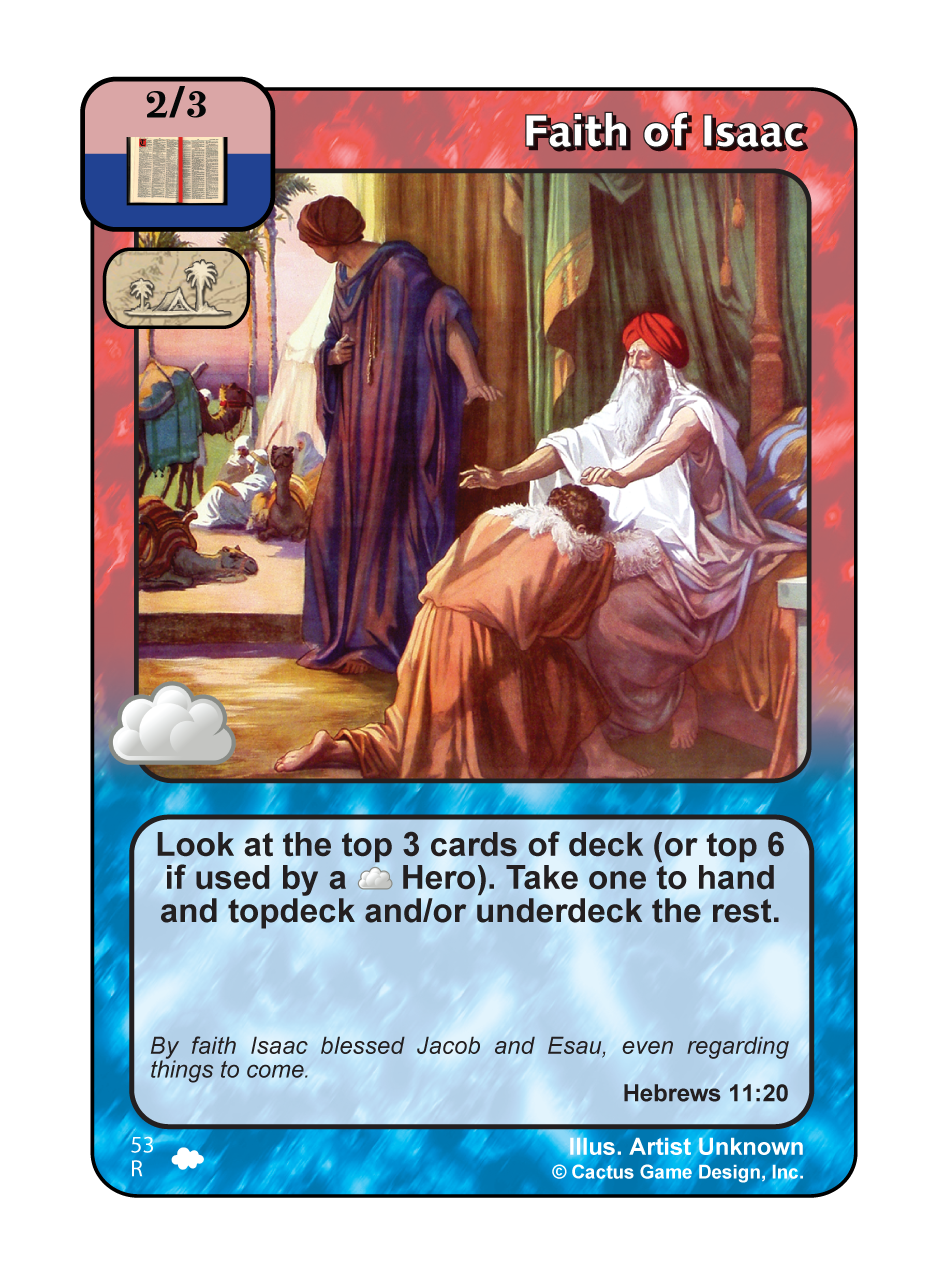 2/3
Faith of Isaac
Look at the top 3 cards of deck (or top 6
if used by a Hero). Take one to hand
and topdeck and/or underdeck the rest.
By faith Isaac blessed Jacob and Esau, even regarding
things to come.
Hebrews 11:20
53
R
Illus. Artist Unknown
© Cactus Game Design, Inc.